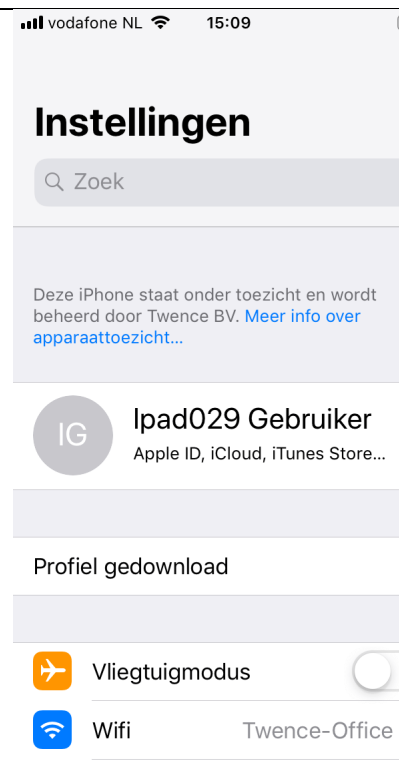 vodafone NL 15:09
Instellingen
Zoek
Deze iPhone staat onder toezicht en wordt
beheerd door Twence BV. Meer info over
apparaattoezicht...
IG
Ipad029 Gebruiker
Apple ID, iCloud, iTunes Store...
Profiel gedownload
Vliegtuigmodus
Wifi Twence-Office